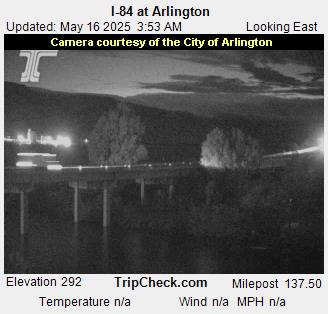 I-84 at Arlington
Updated: May 16 2025 3:53 AM Looking East
Camera courtesy of the City of Arlington
Elevation 292 TripCheck.com Milepost 137.50
Temperature n/a Wind n/a MPH n/a